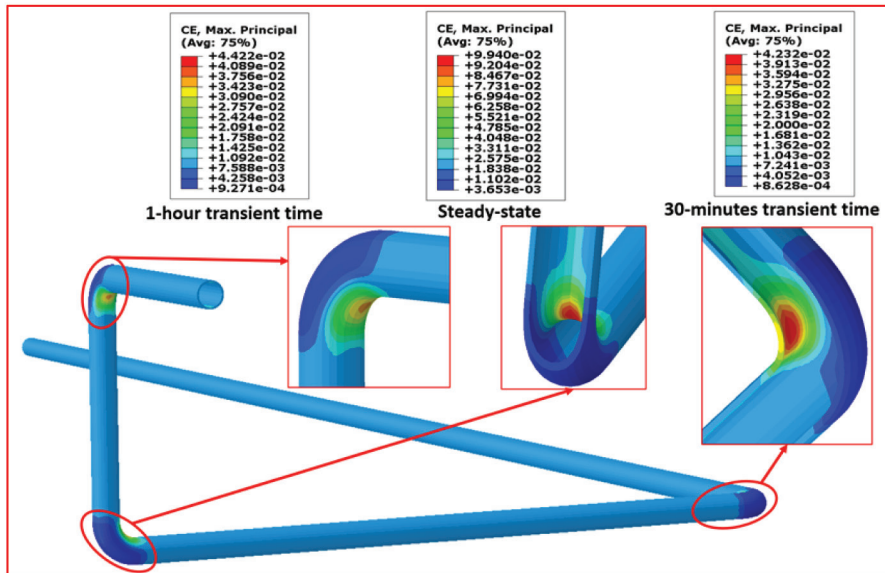 CE, Max. Principal
(Avg: 75%)
+4.422e-02
+4.089e-02
+3.756e-02
+3.423e-02
+3.090e-02
+2.757e-02
+2.424e-02
+2.091e-02
+1.758e-02
+1.425e-02
+1.092e-02
+7.588e-03
+4.258e-03
+9.271e-04
1-hour transient time
CE, Max. Principal
(Avg: 75%)
+9.940e-02
+9.204e-02
+8.467e-02
+7.731e-02
+6.994e-02
+6.258e-02
+5.521e-02
+4.785e-02
+4.048e-02
+3.311e-02
+2.575e-02
+1.838e-02
+1.102e-02
+3.653e-03
Steady-state
CE, Max. Principal
(Avg: 75%)
+4.232e-02
+3.913e-02
+3.594e-02
+3.275e-02
+2.956e-02
+2.638e-02
+2.319e-02
+2.000e-02
+1.681e-02
+1.362e-02
+1.043e-02
+7.241e-03
+4.052e-03
+8.628e-04
30-minutes transient time